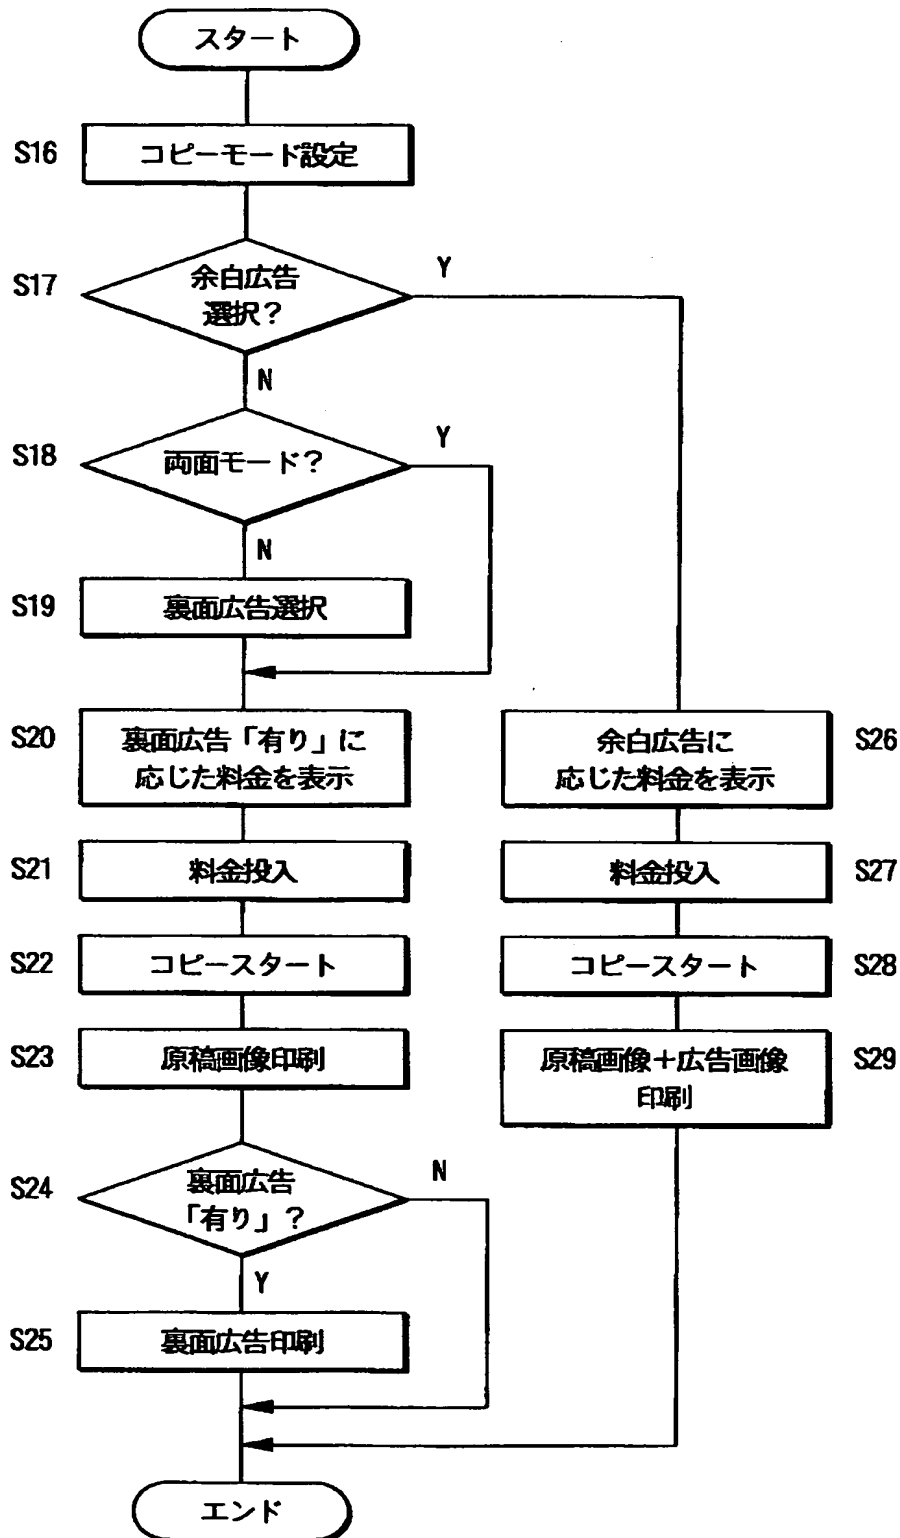 スタート
S16
コピーモード設定
S17
余白広告
選択?
Y
N
S18
両面モード?
Y
N
S19
裏面広告選択
S20
裏面広告「有り」に
応じた料金を表示
S21
料金投入
S22
コピースタート
S23
原稿画像印刷
S24
裏面広告
「有り」?
N
Y
S25
裏面広告印刷
余白広告に
応じた料金を表示
S26
料金投入
S27
コピースタート
S28
原稿画像+広告画像
印刷
S29
エンド